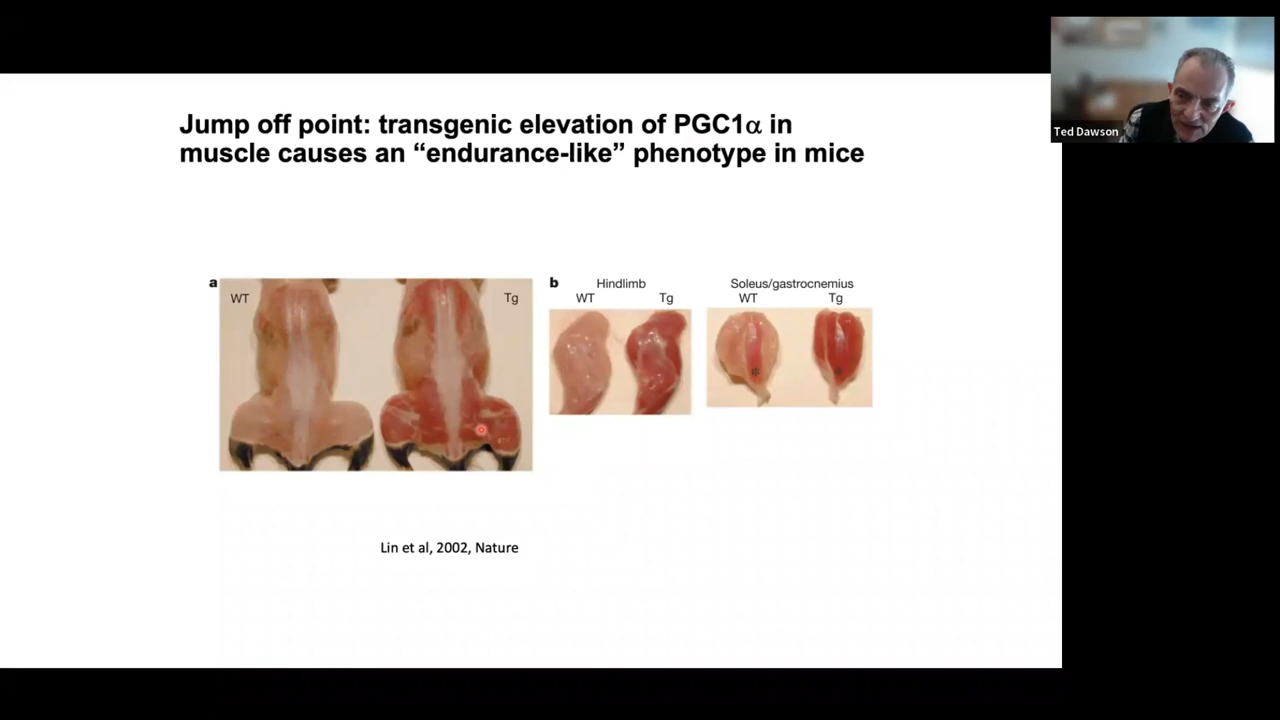 Jump off point: transgenic elevation of PGC1α in
muscle causes an “endurance-like” phenotype in mice
Ted Dawson
a
WT
Tg
b
Hindlimb
WT Tg
Soleus/gastrocnemius
WT Tg
*
*
Lin et al, 2002, Nature